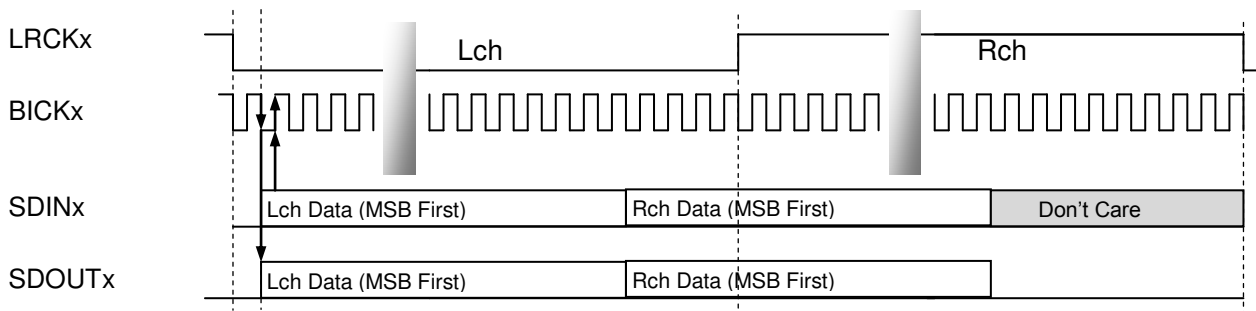 LRCKx
Lch
Rch
BICKx
SDINx
Lch Data (MSB First)
Rch Data (MSB First)
Don't Care
SDOUTx
Lch Data (MSB First)
Rch Data (MSB First)